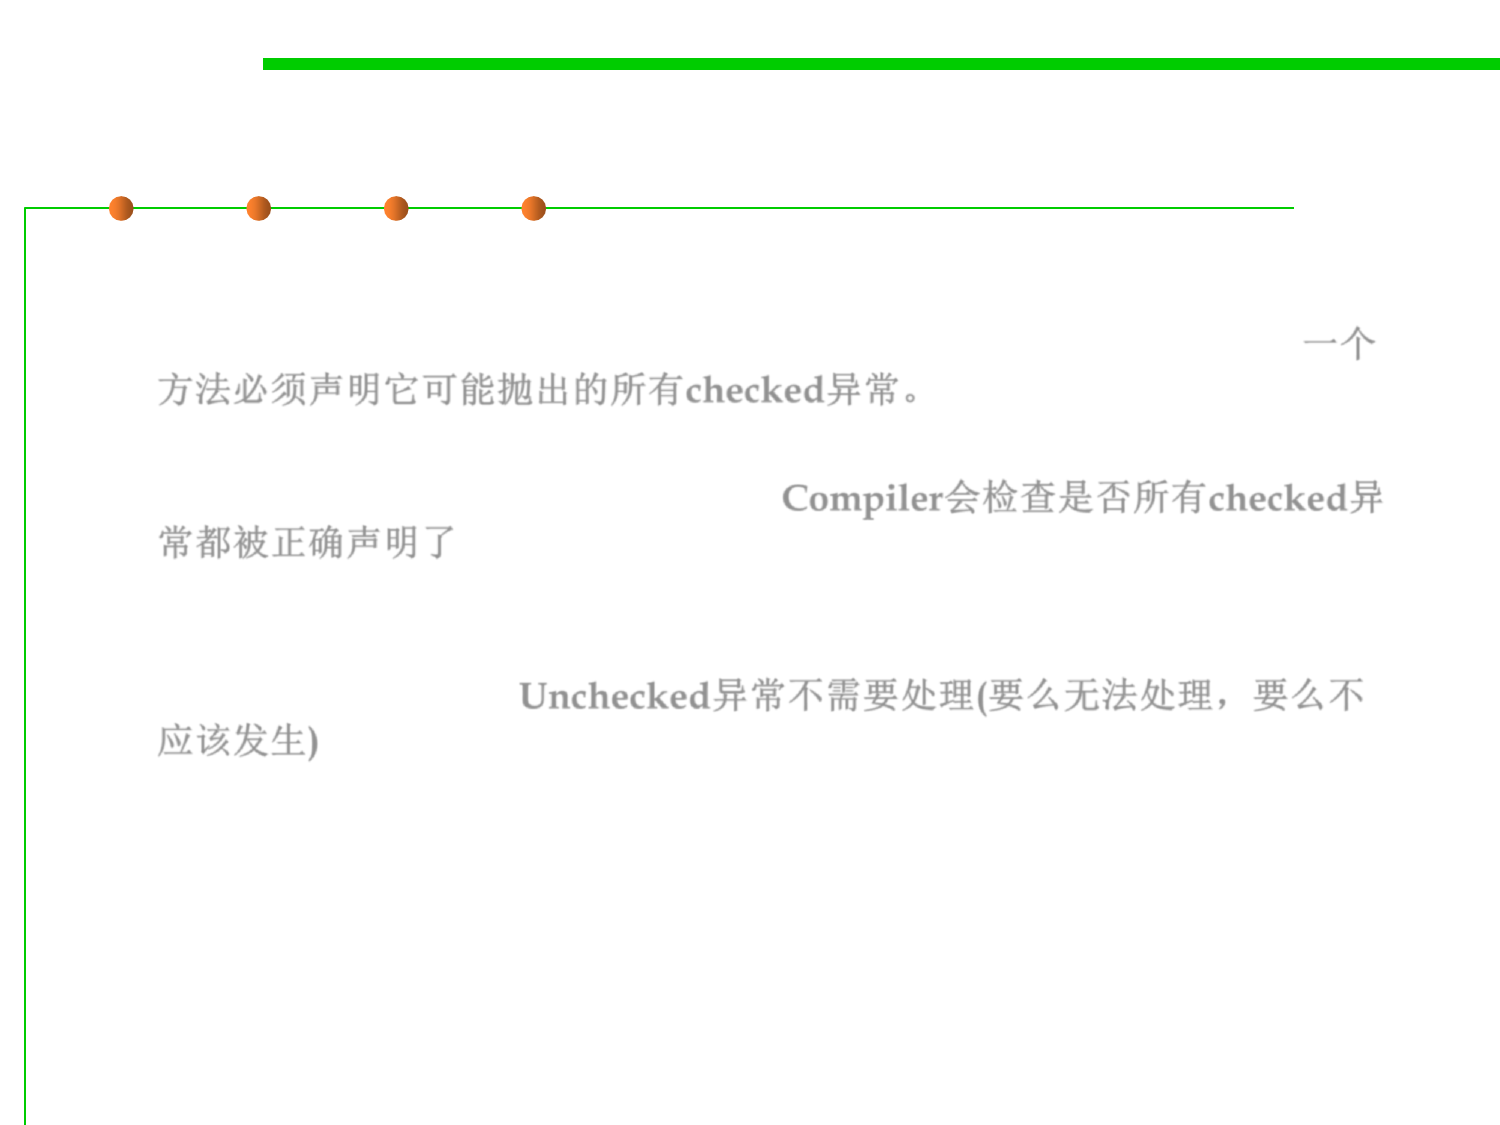 一个
方法必须声明它可能抛出的所有checked异常。
Compiler会检查是否所有checked异
常都被正确声明了
Unchecked异常不需要处理(要么无法处理，要么不
应该发生)